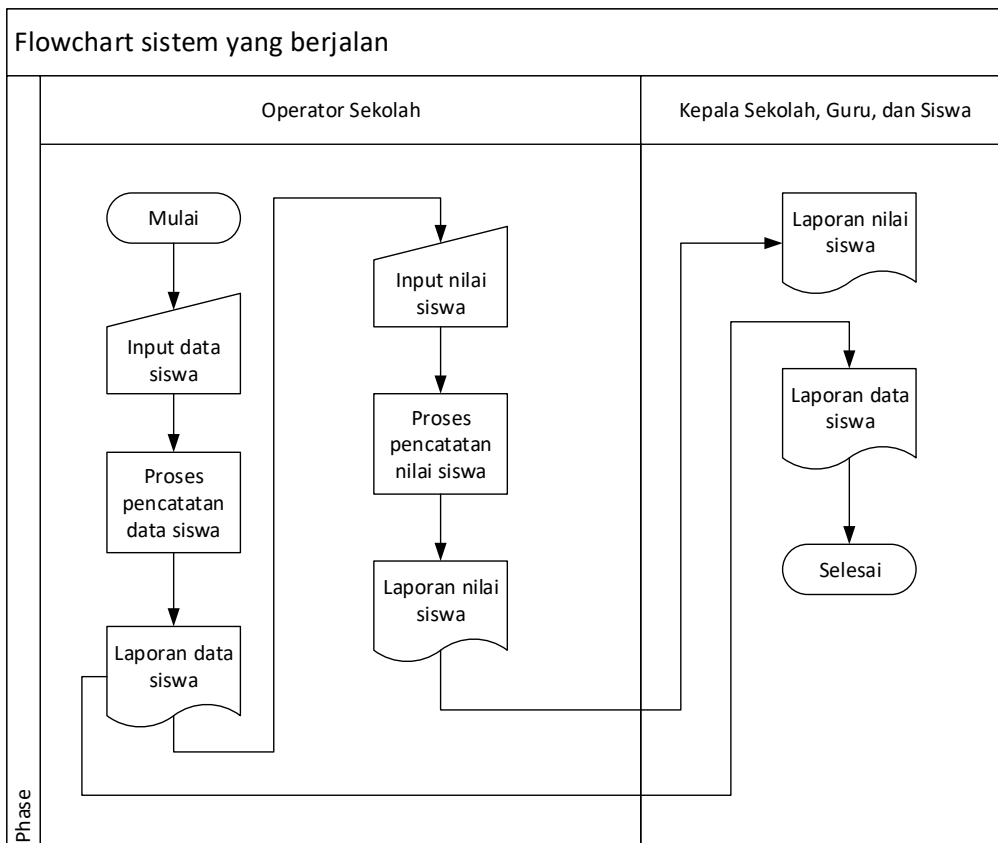 Flowchart sistem yang berjalan
Operator Sekolah
Kepala Sekolah, Guru, dan Siswa
Mulai
Input data
siswa
Proses
pencatatan
data siswa
Laporan data
siswa
Input nilai
siswa
Proses
pencatatan
nilai siswa
Laporan nilai
siswa
Laporan nilai
siswa
Laporan data
siswa
Selesai
Phase